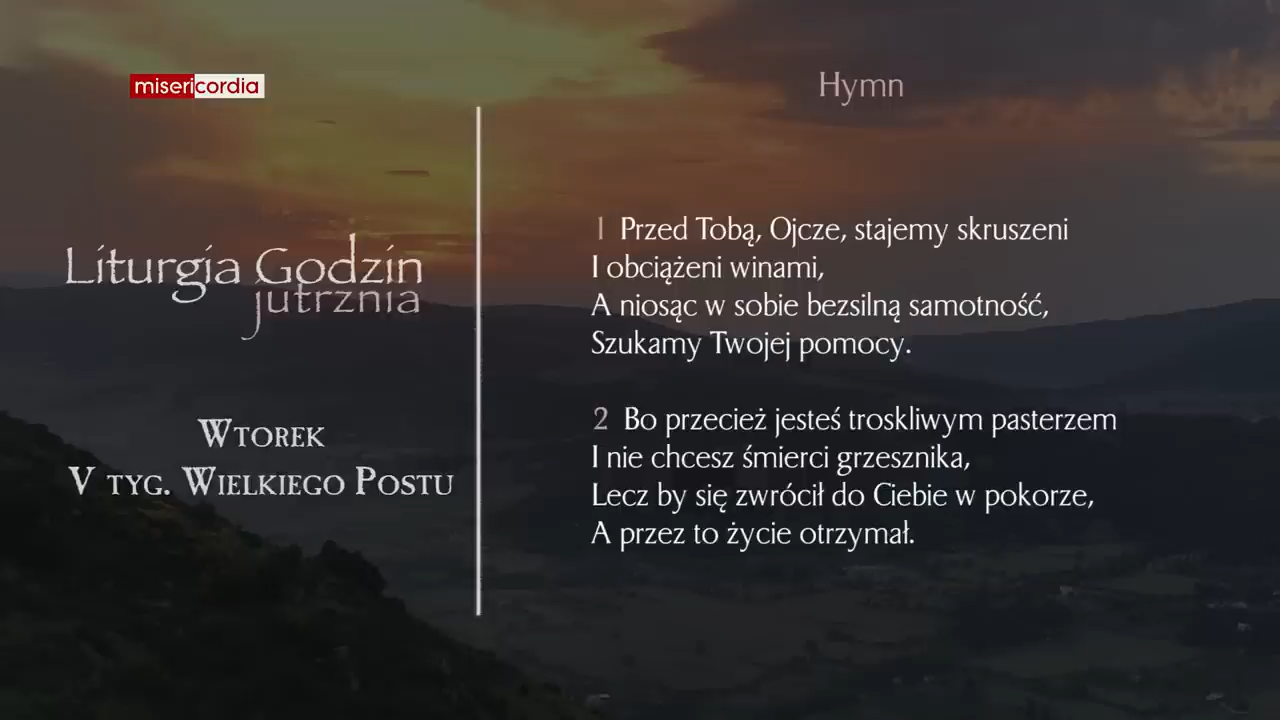 misericordia
Liturgia Godzin
jutrznia
Wtorek
V tyg. Wielkiego Postu
Hymn
1 Przed Tobą, Ojcze, stajemy skruszeni
I obciążeni winami,
A niosąc w sobie bezsilną samotność,
Szukamy Twojej pomocy.
2 Bo przecież jesteś troskliwym pasterzem
I nie chcesz śmierci grzesznika,
Lecz by się zwrócił do Ciebie w pokorze,
A przez to życie otrzymał.